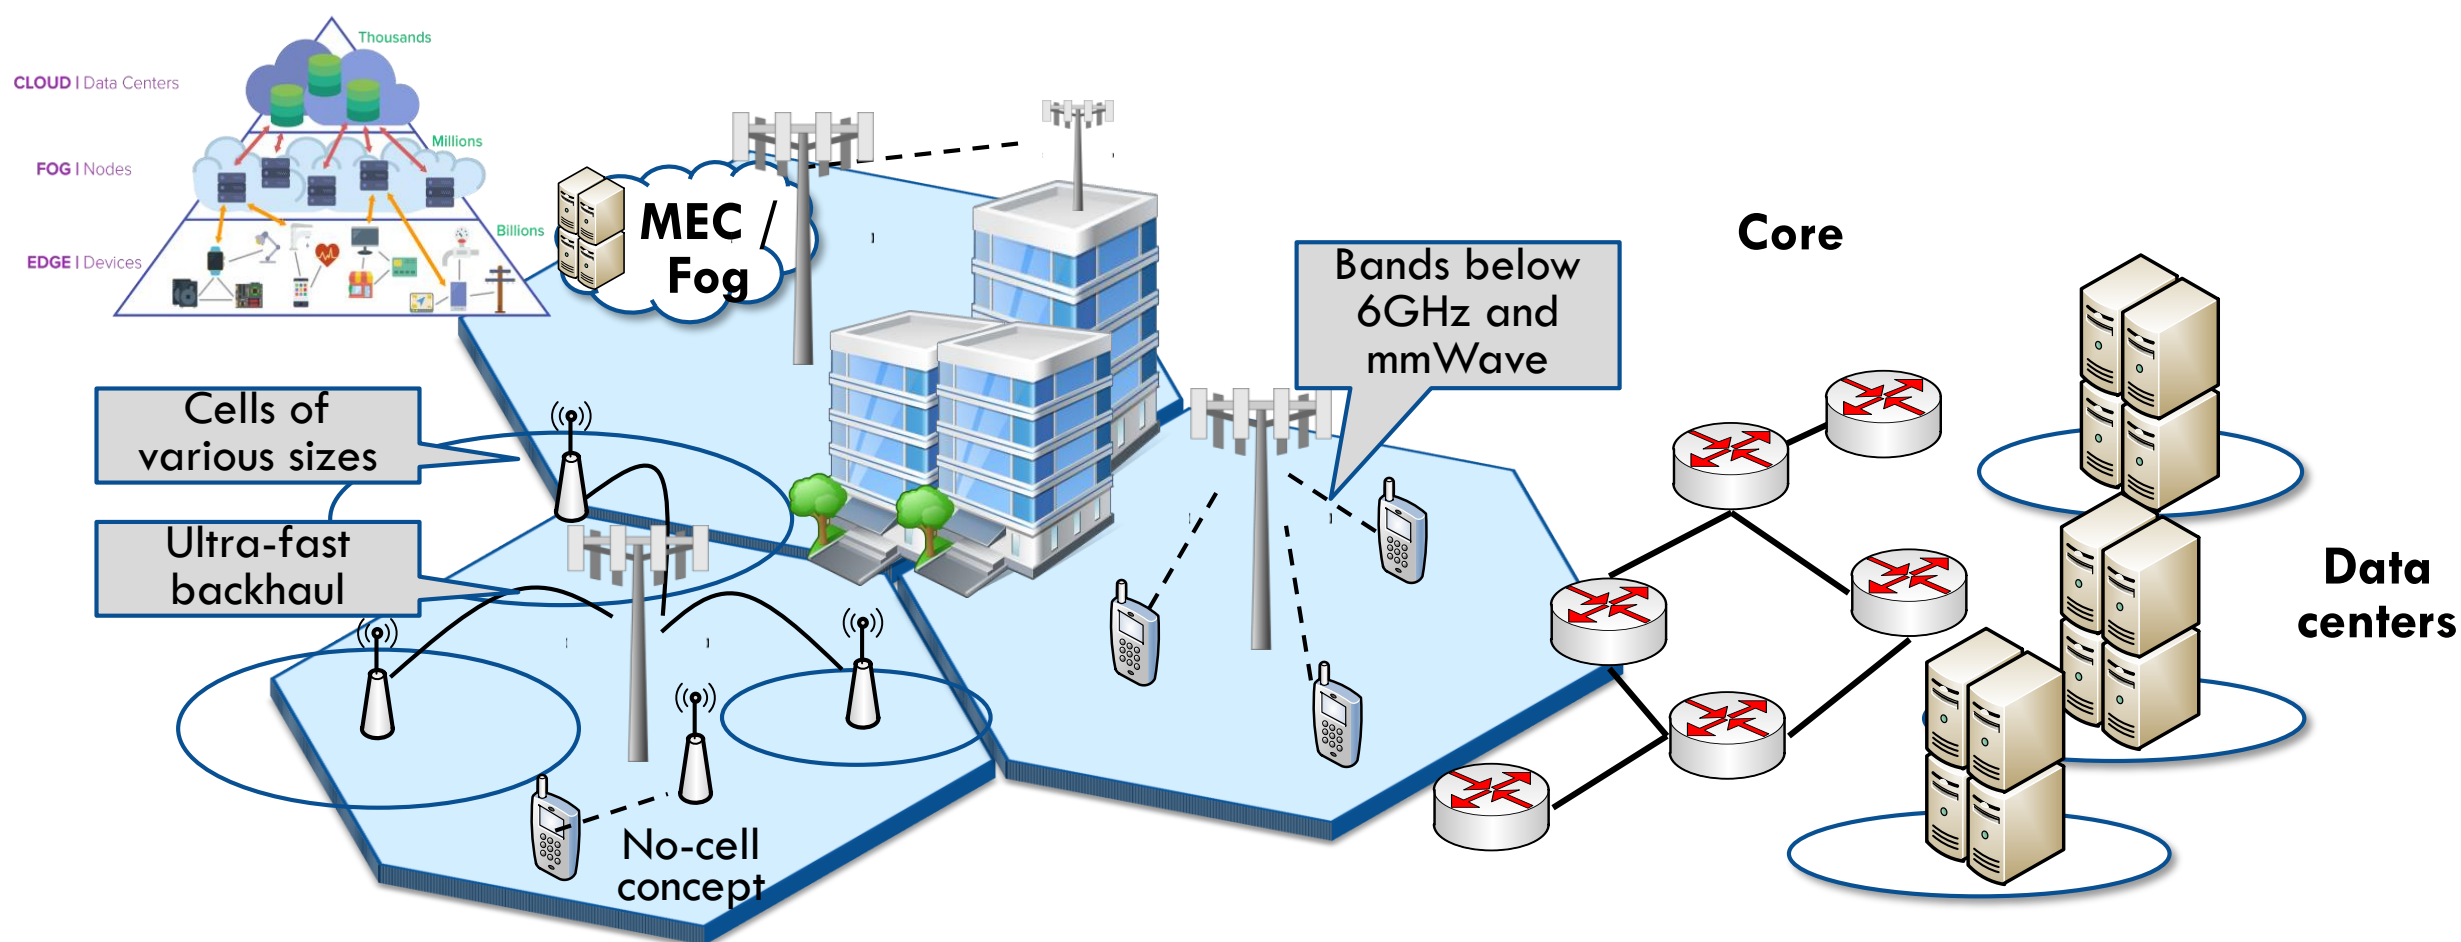 Thousands
CLOUD | Data Centers
Millions
FOG | Nodes
Billions
EDGE | Devices
MEC /
Fog
Bands below
6GHz and
mmWave
Core
Cells of
various sizes
Ultra-fast
backhaul
Data
centers
No-cell
concept